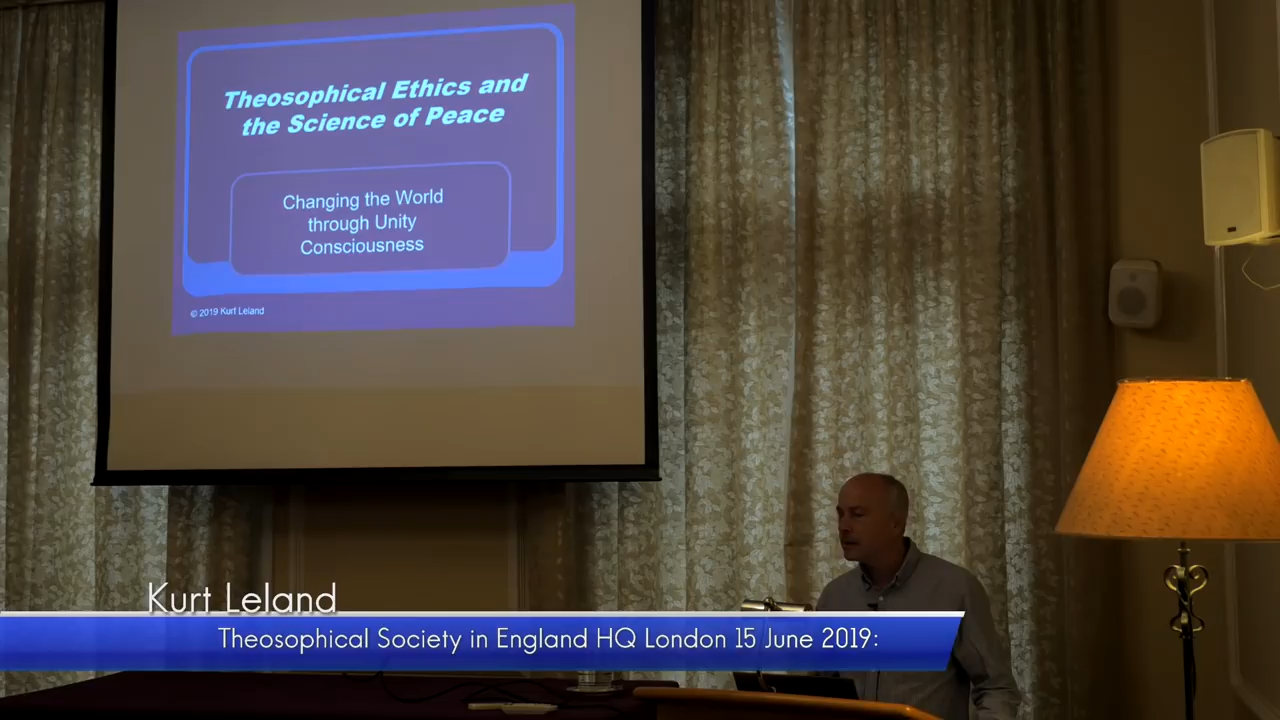 Theosophical Ethics and
the Science of Peace
Changing the World
through Unity
Consciousness
© 2019 Kurt Leland
Kurt Leland
Theosophical Society in England HQ London 15 June 2019: